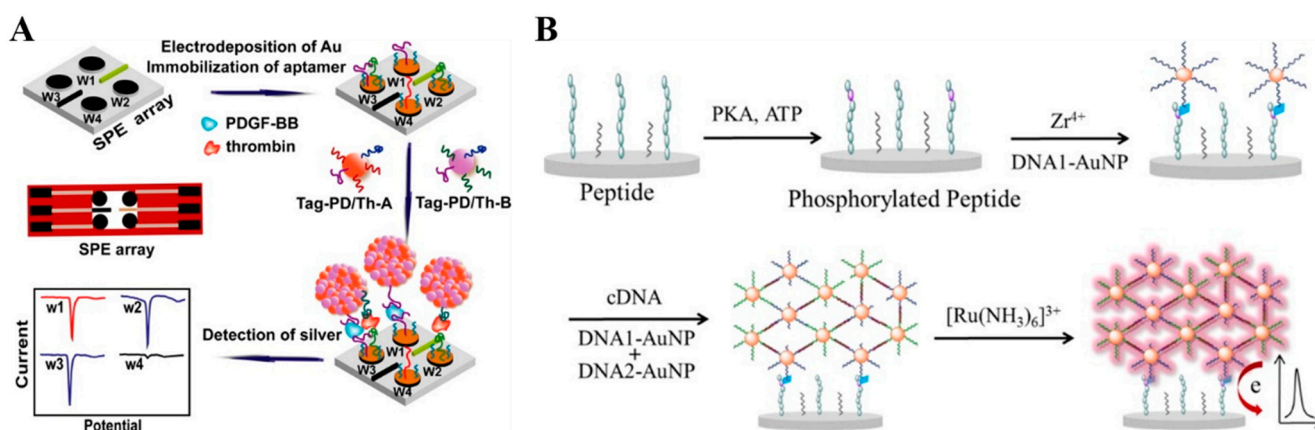 A
Electrodeposition of Au
Immobilization of aptamer
W1
W3
W2
W4
SPE array
W1
W3
W2
W4
PDGF-BB
thrombin
Tag-PD/Th-A
Tag-PD/Th-B
SPE array
Detection of silver
W1
W3
W2
W4
w1
w2
w3
w4
Current
Potential
B
Peptide
PKA, ATP
Phosphorylated Peptide
Zr4+
DNA1-AuNP
cDNA
DNA1-AuNP
+
DNA2-AuNP
[Ru(NH3)6]3+
e